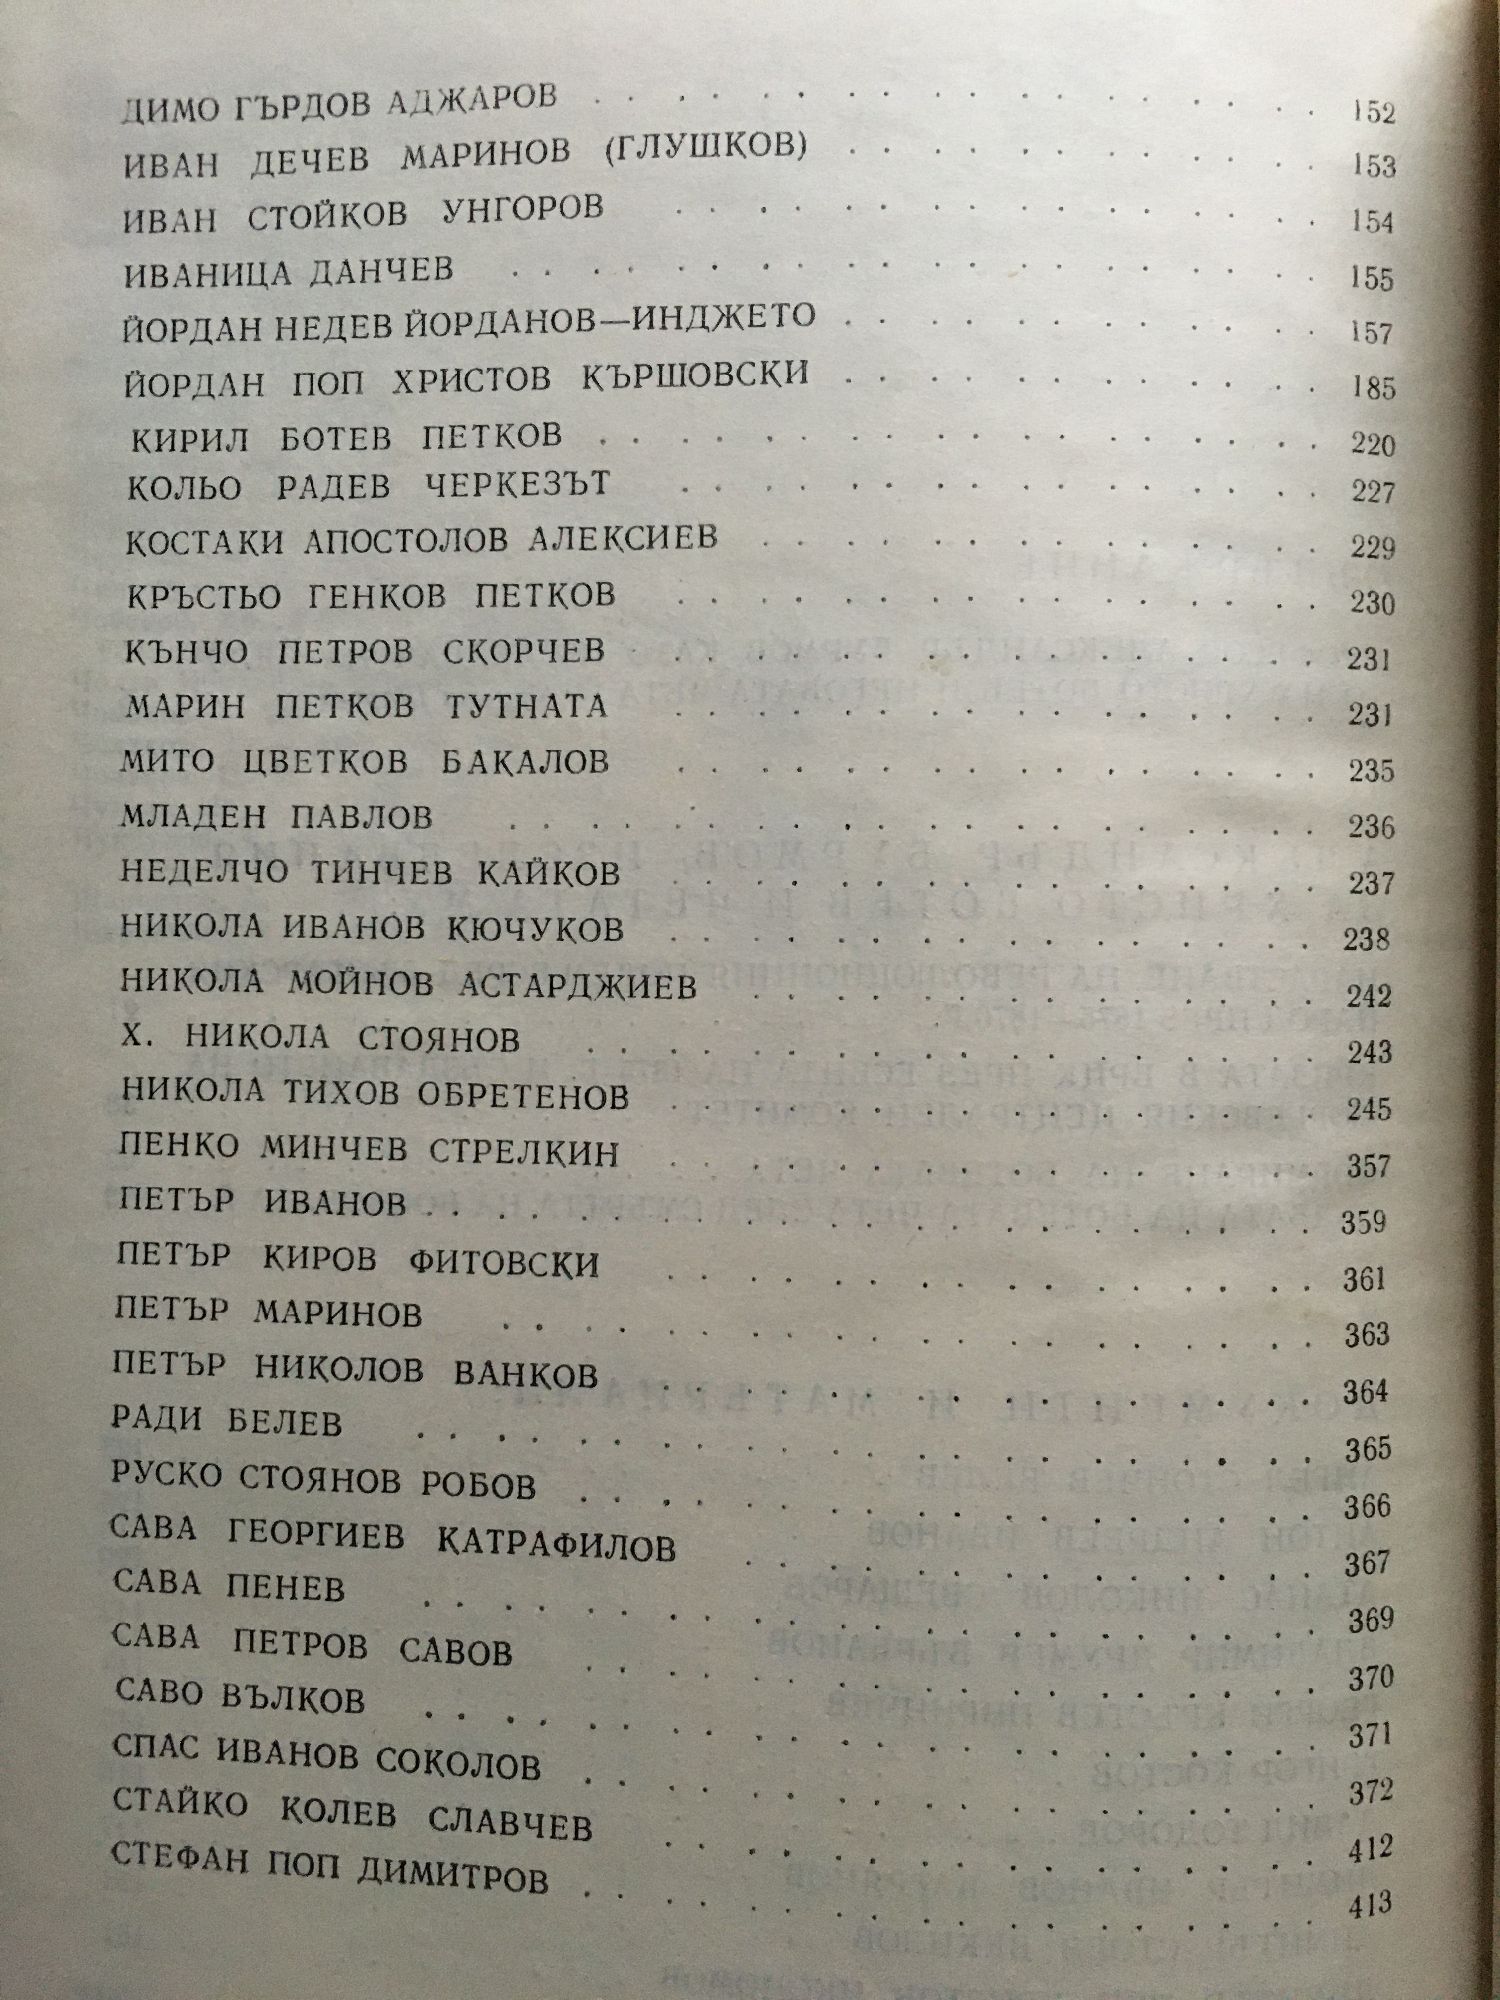 ДИМО ГЪРДОВ АДЖАРОВ . . . . . . . . . . . . . . . . . . 152
ИВАН ДЕЧЕВ МАРИНОВ (ГЛУШКОВ) . . . . . . . . . . . . 153
ИВАН СТОЙКОВ УНГОРОВ . . . . . . . . . . . . . . . . 154
ИВАНИЦА ДАНЧЕВ . . . . . . . . . . . . . . . . . . . . 155
ЙОРДАН НЕДЕВ ЙОРДАНОВ—ИНДЖЕТО . . . . . . . . . . . . 157
ЙОРДАН ПОП ХРИСТОВ КЪРШОВСКИ . . . . . . . . . . . . 185
КИРИЛ БОТЕВ ПЕТКОВ . . . . . . . . . . . . . . . . . . 220
КОЛЬО РАДЕВ ЧЕРКЕЗЪТ . . . . . . . . . . . . . . . . 227
КОСТАКИ АПОСТОЛОВ АЛЕКСИЕВ . . . . . . . . . . . . . . 229
КРЪСТЬО ГЕНКОВ ПЕТКОВ . . . . . . . . . . . . . . . . 230
КЪНЧО ПЕТРОВ СКОРЧЕВ . . . . . . . . . . . . . . . . 231
МАРИН ПЕТКОВ ТУТНАТА . . . . . . . . . . . . . . . . 231
МИТО ЦВЕТКОВ БАКАЛОВ . . . . . . . . . . . . . . . . 235
МЛАДЕН ПАВЛОВ . . . . . . . . . . . . . . . . . . . . 236
НЕДЕЛЧО ТИНЧЕВ КАЙКОВ . . . . . . . . . . . . . . . . 237
НИКОЛА ИВАНОВ КЮЧУКОВ . . . . . . . . . . . . . . . . 238
НИКОЛА МОЙНОВ АСТАРДЖИЕВ . . . . . . . . . . . . . . 242
Х. НИКОЛА СТОЯНОВ . . . . . . . . . . . . . . . . . . 243
НИКОЛА ТИХОВ ОБРЕТЕНОВ . . . . . . . . . . . . . . . . 245
ПЕНКО МИНЧЕВ СТРЕЛКИН . . . . . . . . . . . . . . . . 357
ПЕТЪР ИВАНОВ . . . . . . . . . . . . . . . . . . . . . . 359
ПЕТЪР КИРОВ ФИТОВСКИ . . . . . . . . . . . . . . . . 361
ПЕТЪР МАРИНОВ . . . . . . . . . . . . . . . . . . . . 363
ПЕТЪР НИКОЛОВ ВАНКОВ . . . . . . . . . . . . . . . . 364
РАДИ БЕЛЕВ . . . . . . . . . . . . . . . . . . . . . . 365
РУСКО СТОЯНОВ РОБОВ . . . . . . . . . . . . . . . . . . 366
САВА ГЕОРГИЕВ КАТРАФИЛОВ . . . . . . . . . . . . . . 367
САВА ПЕНЕВ . . . . . . . . . . . . . . . . . . . . . . 369
САВА ПЕТРОВ САВОВ . . . . . . . . . . . . . . . . . . 370
САВО ВЪЛКОВ . . . . . . . . . . . . . . . . . . . . . . 371
СПАС ИВАНОВ СОКОЛОВ . . . . . . . . . . . . . . . . . . 372
СТАЙКО КОЛЕВ СЛАВЧЕВ . . . . . . . . . . . . . . . . 412
СТЕФАН ПОП ДИМИТРОВ . . . . . . . . . . . . . . . . . . 413